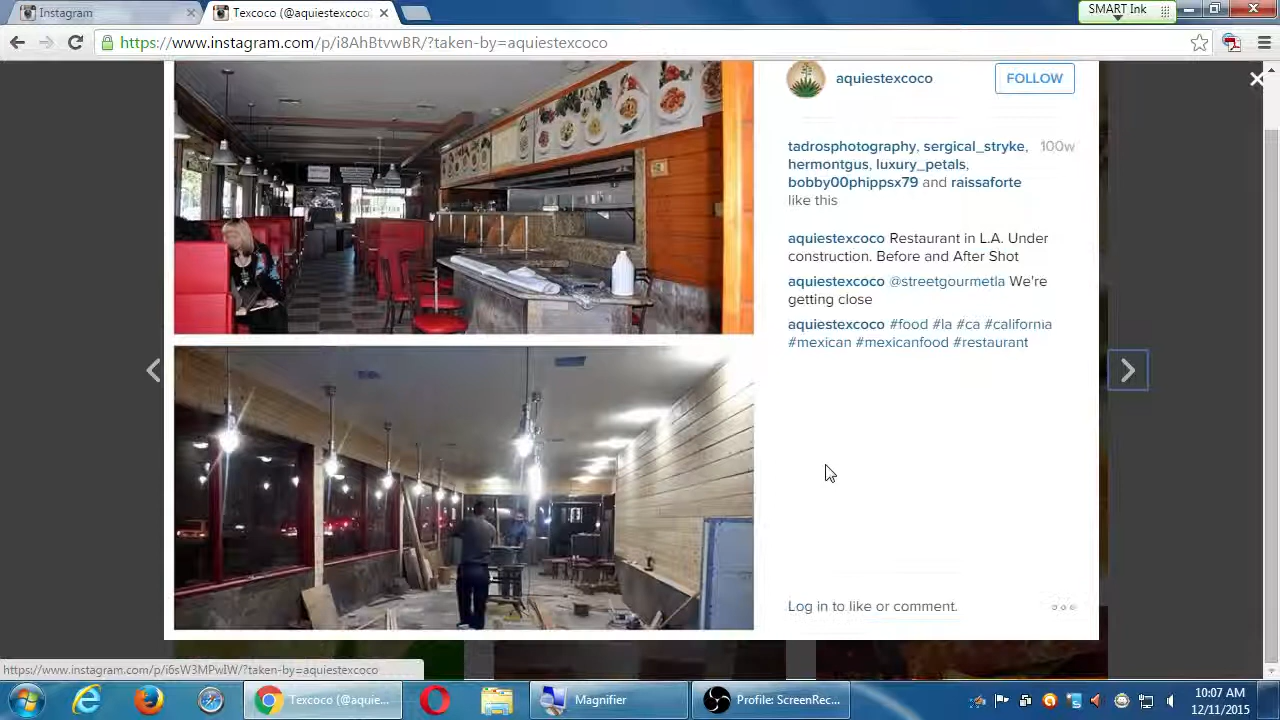 Instagram
Texcoco (@aquiestexcoco
SMART Ink
https://www.instagram.com/p/i8AhBtvwBR/?taken-by=aquiestexcoco
aquiestexcoco
FOLLOW
tadrosphotography, sergical_stryke, 100w
hermontgus, luxury_petals,
bobby00phippsx79 and raissaforte
like this
aquiestexcoco Restaurant in L.A. Under
construction. Before and After Shot
aquiestexcoco @streetgourmetla We're
getting close
aquiestexcoco #food #la #ca #california
#mexican #mexicanfood #restaurant
Log in to like or comment.
https://www.instagram.com/p/i6sW3MPwIW/?taken-by=aquiestexcoco
Texcoco (@aquie...
Magnifier
Profile: ScreenRec...
10:07 AM
12/11/2015